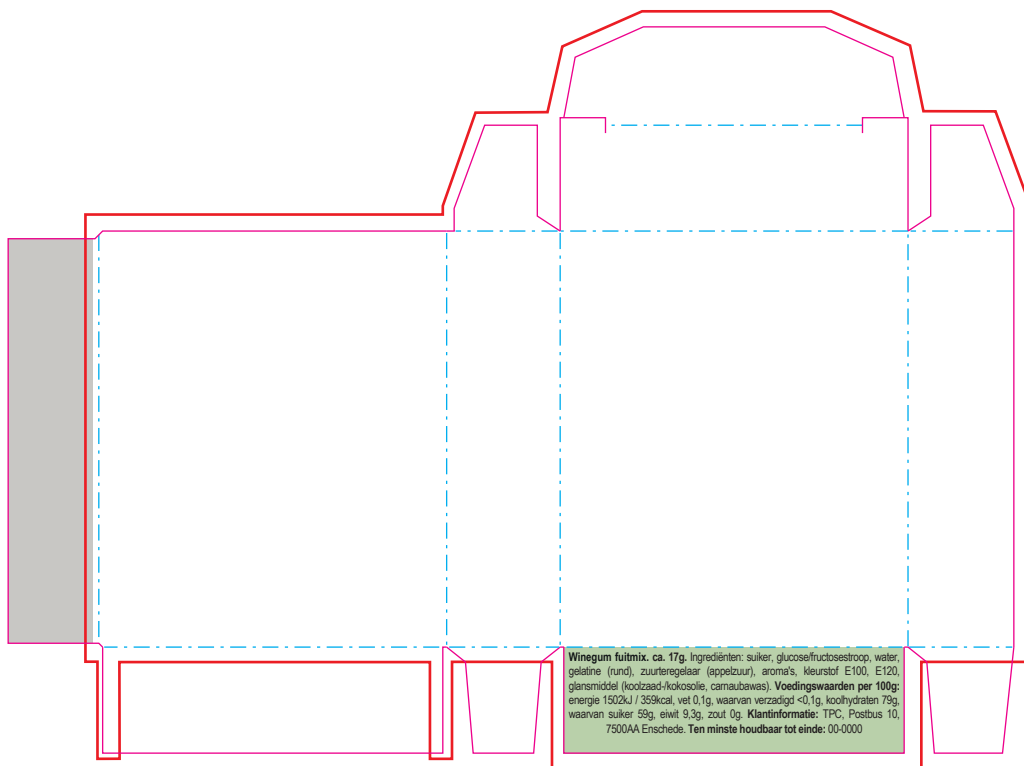 Winegum fuitmix. ca. 17g. Ingrediënten: suiker, glucose/fructosestroop, water,
gelatine (rund), zuurteregelaar (appelzuur), aroma's, kleurstof E100, E120,
glansmiddel (koolzaad-/kokosolie, carnaubawas). Voedingswaarden per 100g:
energie 1502kJ / 359kcal, vet 0,1g, waarvan verzadigd <0,1g, koolhydraten 79g,
waarvan suiker 59g, eiwit 9,3g, zout 0g. Klantinformatie: TPC, Postbus 10,
7500AA Enschede. Ten minste houdbaar tot einde: 00-0000